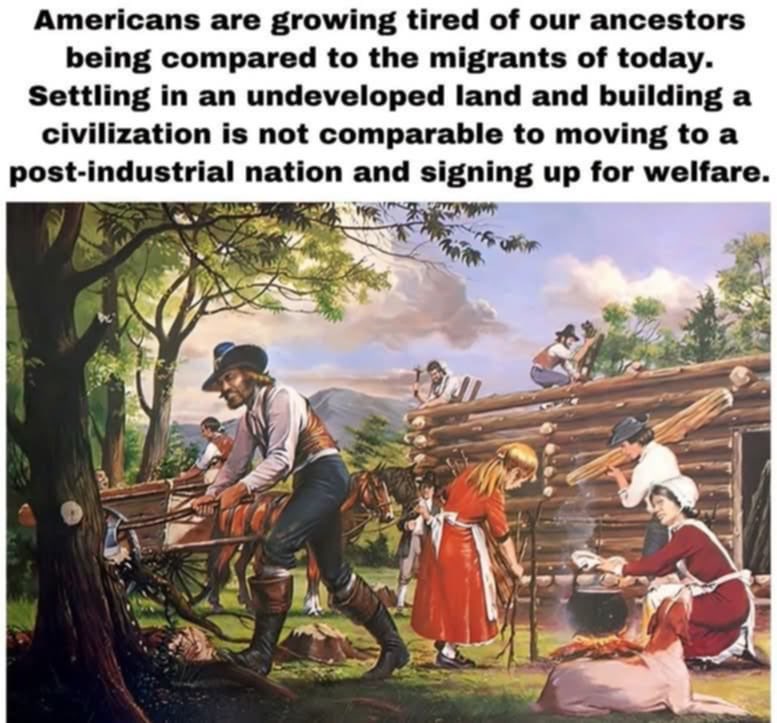 Americans are growing tired of our ancestors
being compared to the migrants of today.
Settling in an undeveloped land and building a
civilization is not comparable to moving to a
post-industrial nation and signing up for welfare.